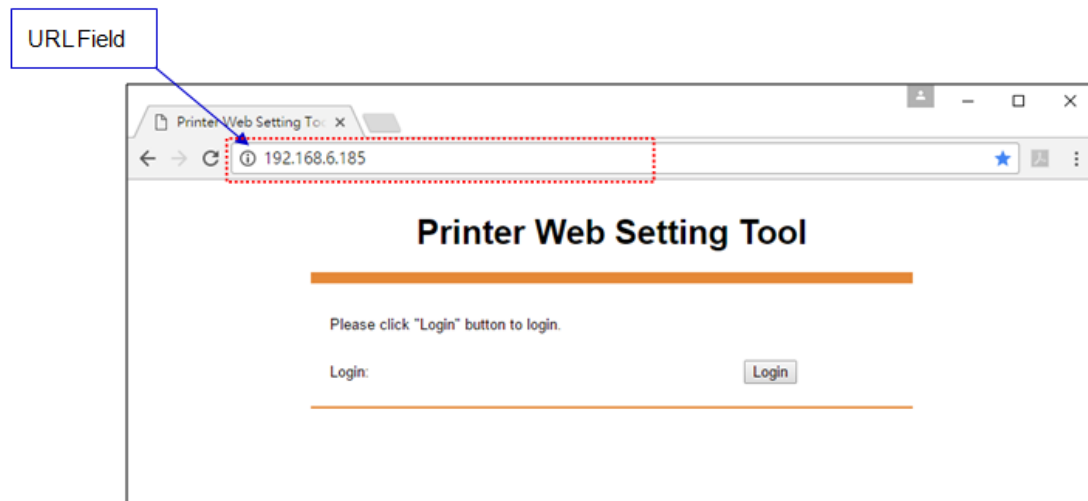 URL Field
Printer Web Setting Toc
192.168.6.185
Printer Web Setting Tool
Please click "Login" button to login.
Login:
Login